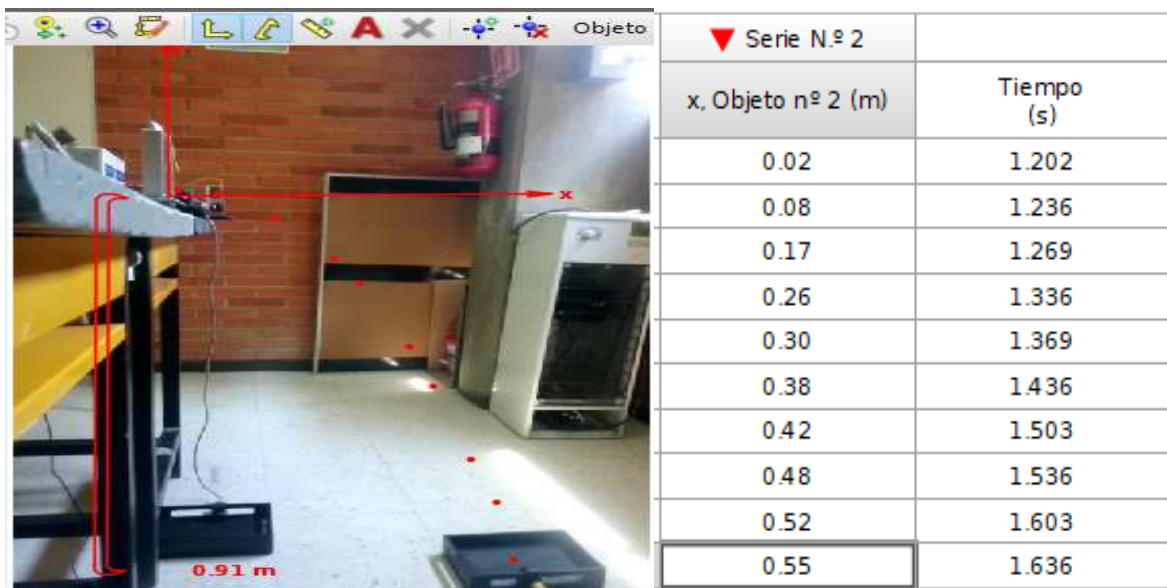 Objeto
x
0.91 m
Serie N.º 2
x, Objeto nº 2 (m)
Tiempo
(s)
0.02 1.202
0.08 1.236
0.17 1.269
0.26 1.336
0.30 1.369
0.38 1.436
0.42 1.503
0.48 1.536
0.52 1.603
0.55 1.636